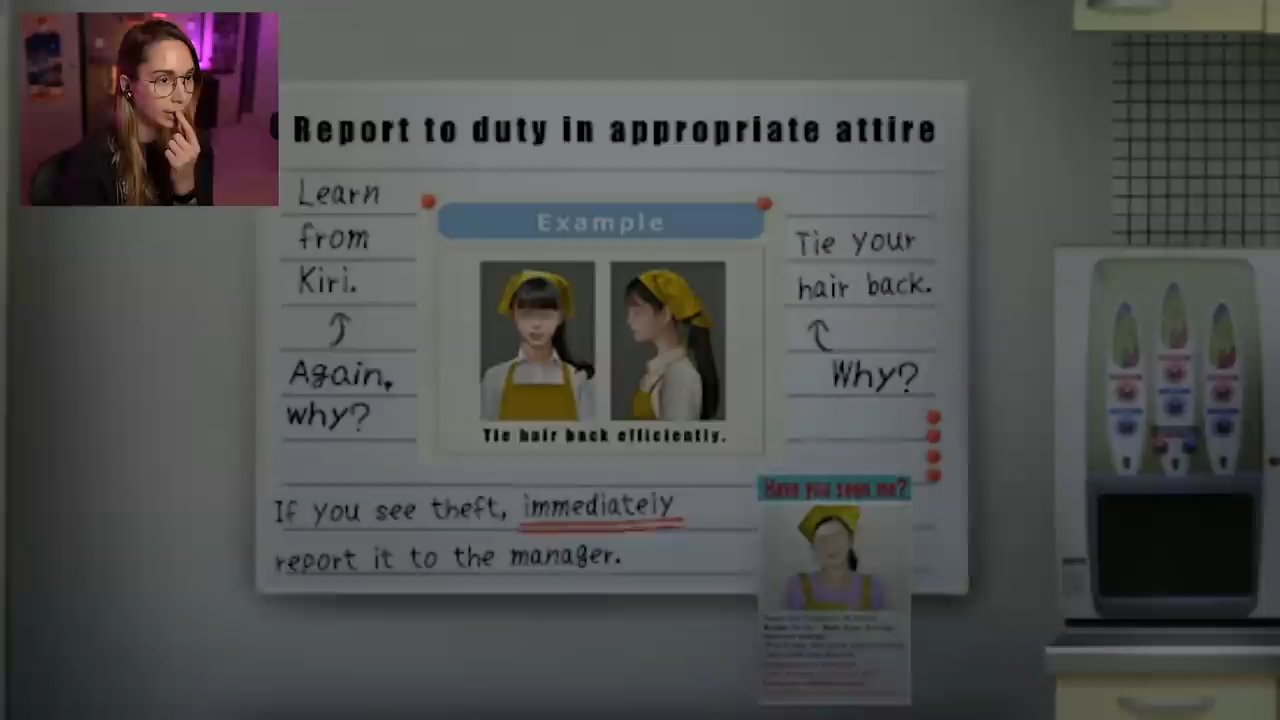 Report to duty in appropriate attire
Learn
from
Kiri.
Again,
why?
Example
Tie hair back efficiently.
Tie your
hair back.
Why?
If you see theft, immediately
report it to the manager.
Have you seen me?